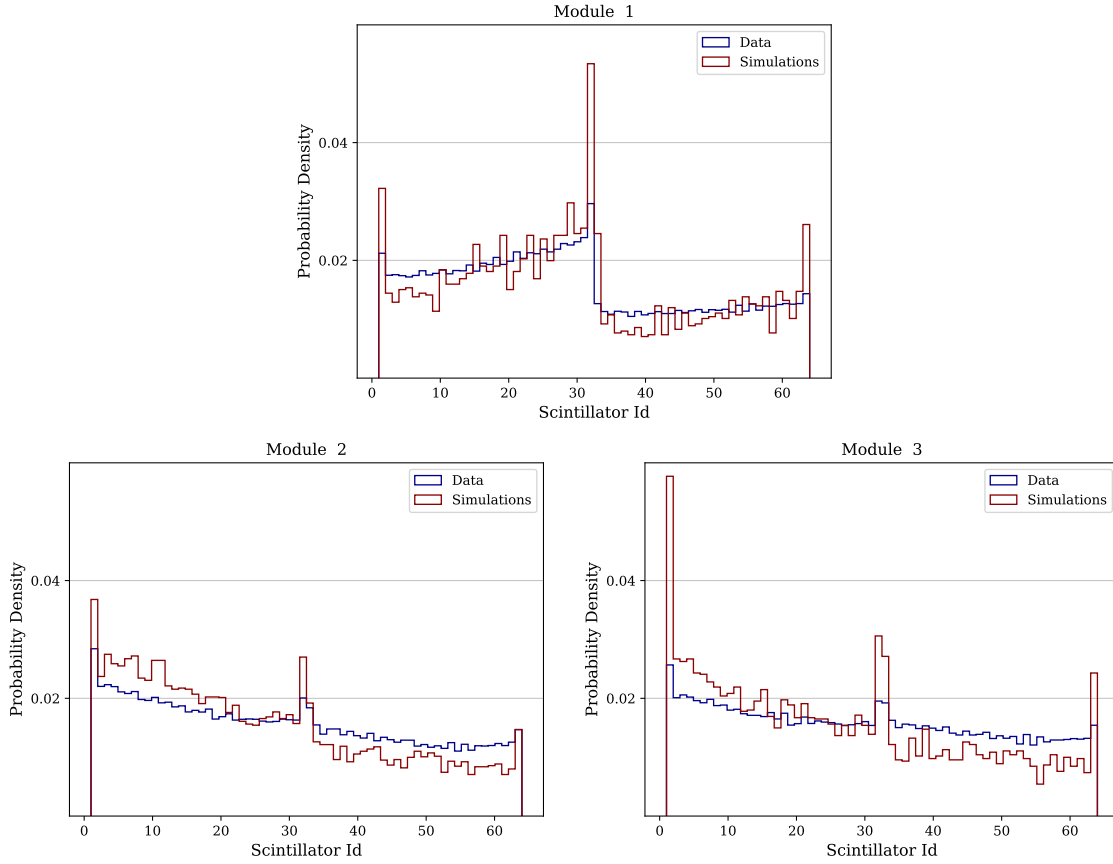 Module 1
Data
Simulations
Probability Density
0.04
0.02
0 10 20 30 40 50 60
Scintillator Id
Module 2
Data
Simulations
Probability Density
0.04
0.02
0 10 20 30 40 50 60
Scintillator Id
Module 3
Data
Simulations
Probability Density
0.04
0.02
0 10 20 30 40 50 60
Scintillator Id